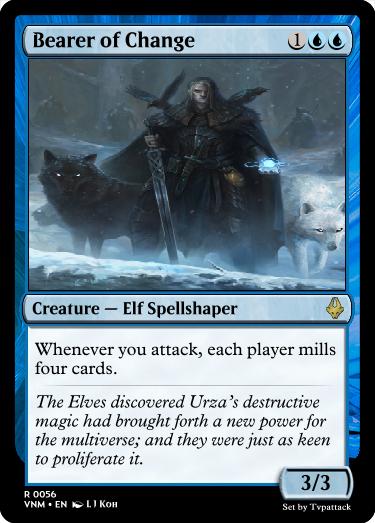 Bearer of Change 1
Creature — Elf Spellshaper
Whenever you attack, each player mills
four cards.
The Elves discovered Urza's destructive
magic had brought forth a new power for
the multiverse; and they were just as keen
to proliferate it.
3/3
R 0056
VNM • EN LJ Koh
Set by Tvpattack